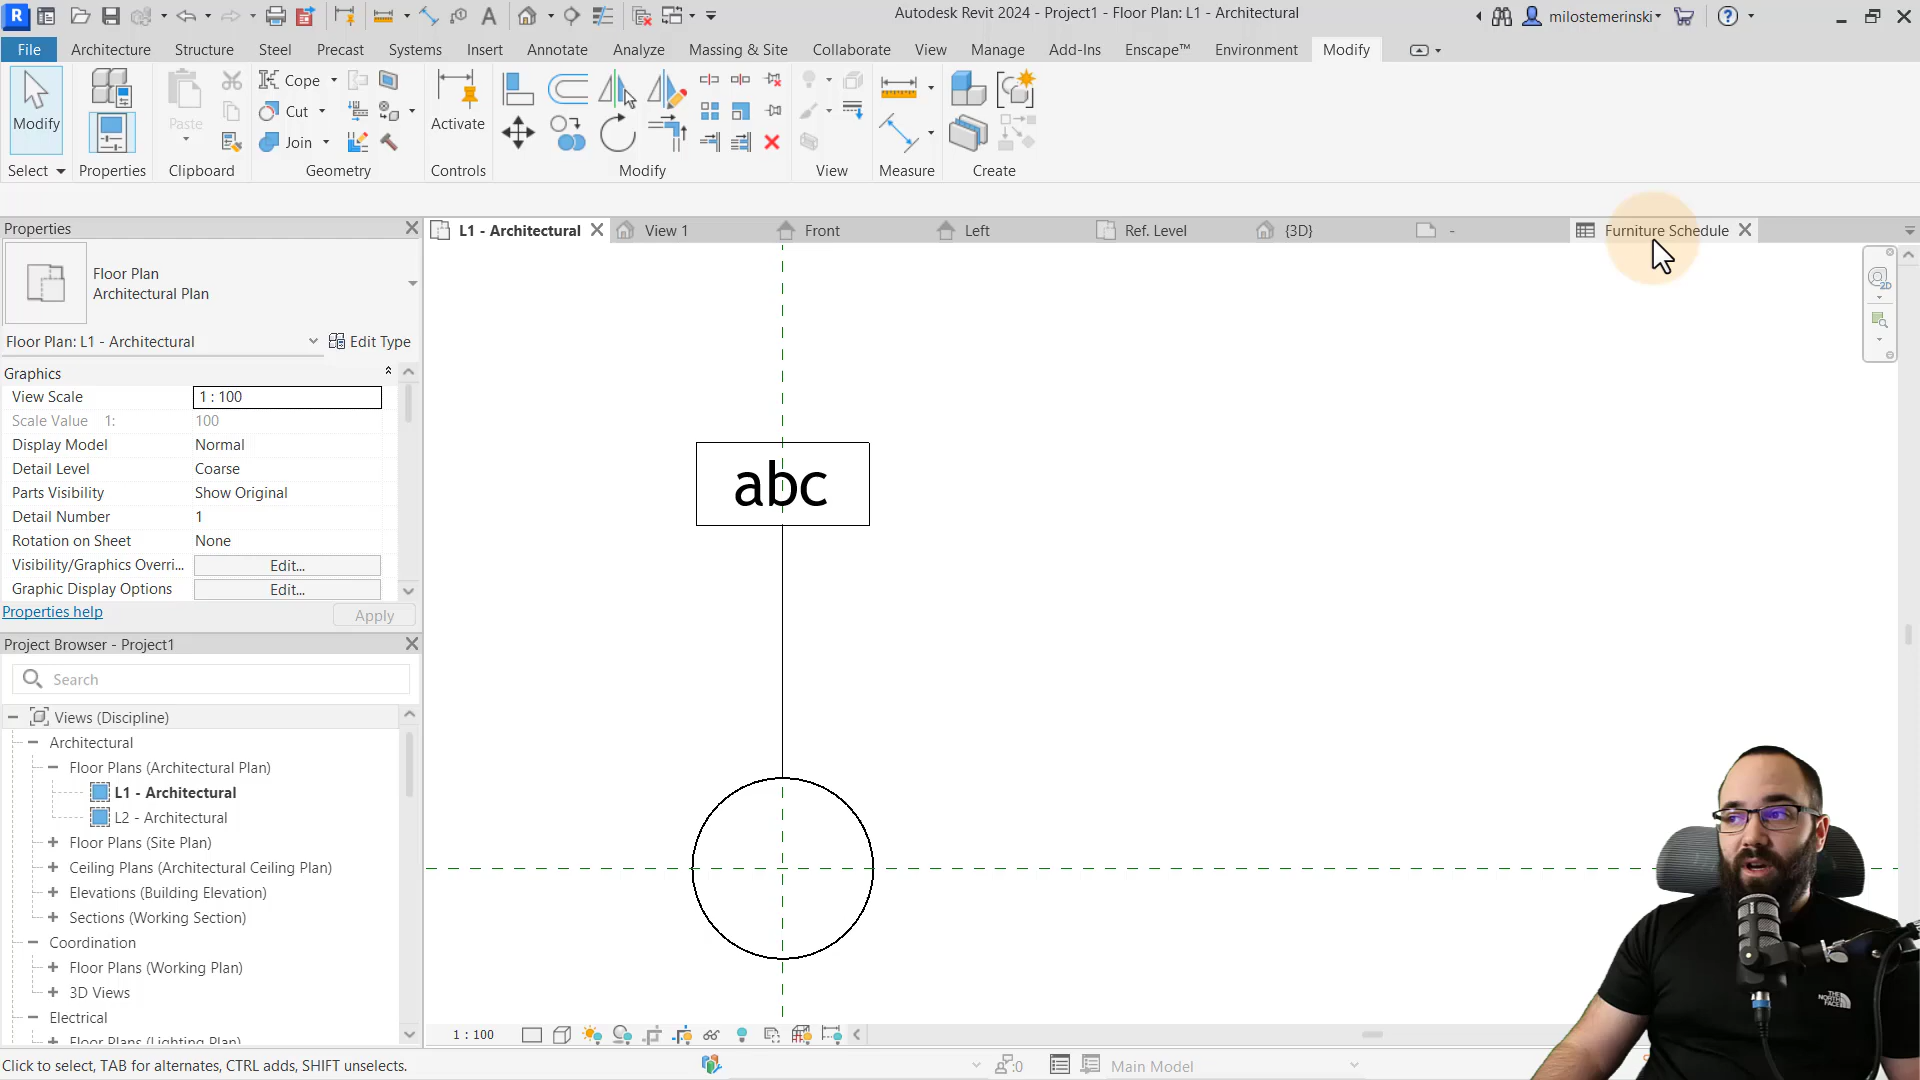 Autodesk Revit 2024 - Project1 - Floor Plan: L1 - Architectural
milostemerinski
File Architecture Structure Steel Precast Systems Insert Annotate Analyze Massing & Site Collaborate View Manage Add-Ins Enscape™ Environment Modify
Modify
Paste
Cope
Cut
Join
Activate
Select Properties Clipboard Geometry Controls Modify View Measure Create
Properties
L1 - Architectural View 1 Front Left Ref. Level {3D} - Furniture Schedule
Floor Plan
Architectural Plan
Floor Plan: L1 - Architectural Edit Type
Graphics
View Scale 1 : 100
Scale Value 1: 100
Display Model Normal
Detail Level Coarse
Parts Visibility Show Original
Detail Number 1
Rotation on Sheet None
Visibility/Graphics Overri... Edit...
Graphic Display Options Edit...
Properties help Apply
abc
Project Browser - Project1
Search
Views (Discipline)
Architectural
Floor Plans (Architectural Plan)
L1 - Architectural
L2 - Architectural
Floor Plans (Site Plan)
Ceiling Plans (Architectural Ceiling Plan)
Elevations (Building Elevation)
Sections (Working Section)
Coordination
Floor Plans (Working Plan)
3D Views
Electrical
Floor Plans (Lighting Plan)
1 : 100
Click to select, TAB for alternates, CTRL adds, SHIFT unselects.
:0
Main Model
THE NORTH FACE
2D